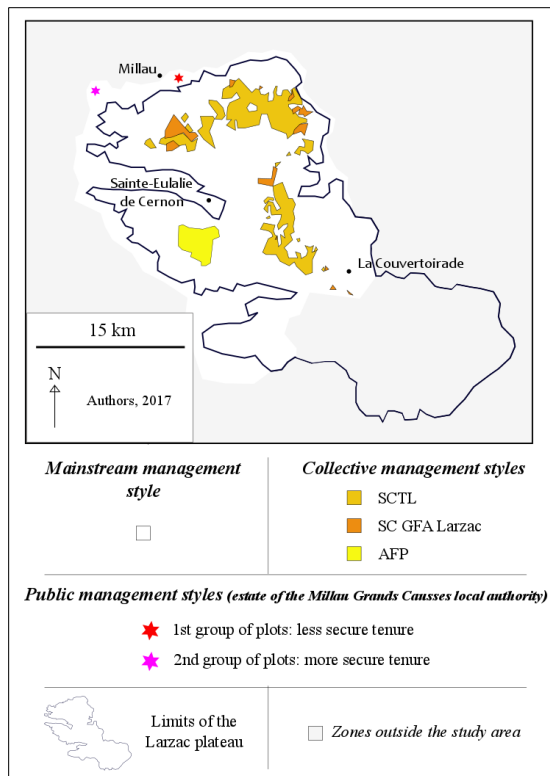 Millau
Sainte-Eulalie
de Cernon
La Couvertoirade
15 km
N
Authors, 2017
Mainstream management
style
Collective management styles
SCTL
SC GFA Larzac
AFP
Public management styles (estate of the Millau Grands Causses local authority)
1st group of plots: less secure tenure
2nd group of plots: more secure tenure
Limits of the
Larzac plateau
Zones outside the study area